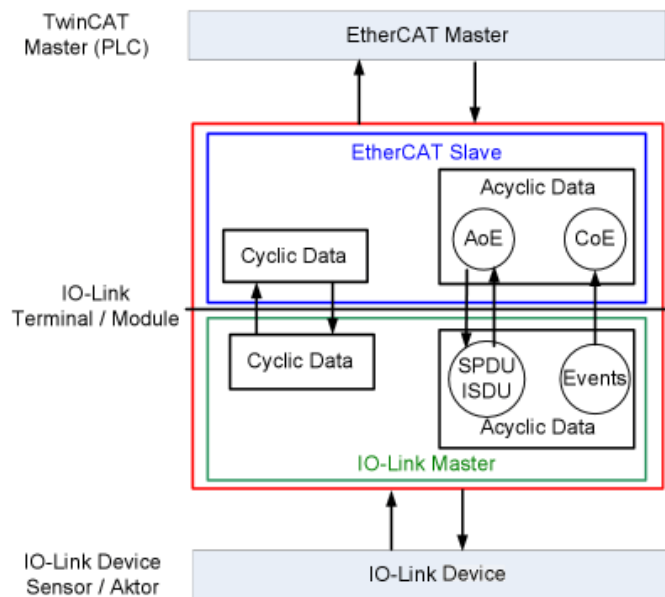 TwinCAT
Master (PLC)
EtherCAT Master
EtherCAT Slave
Acyclic Data
AoE
CoE
Cyclic Data
IO-Link
Terminal / Module
Cyclic Data
SPDU
ISDU
Events
Acyclic Data
IO-Link Master
IO-Link Device
Sensor / Aktor
IO-Link Device